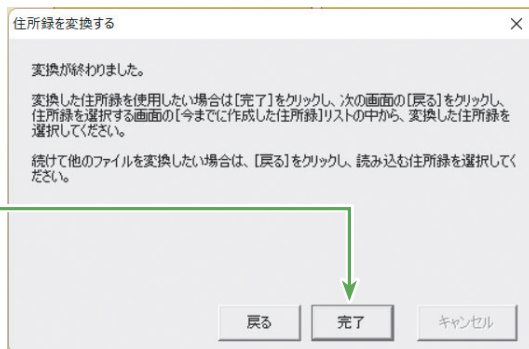 住所録を変換する
変換が終わりました。
変換した住所録を使用したい場合は[完了]をクリックし、次の画面の[戻る]をクリックし、
住所録を選択する画面の[今までに作成した住所録]リストの中から、変換した住所録を
選択してください。
続けて他のファイルを変換したい場合は、[戻る]をクリックし、読み込む住所録を選択してく
ださい。
戻る
完了
キャンセル